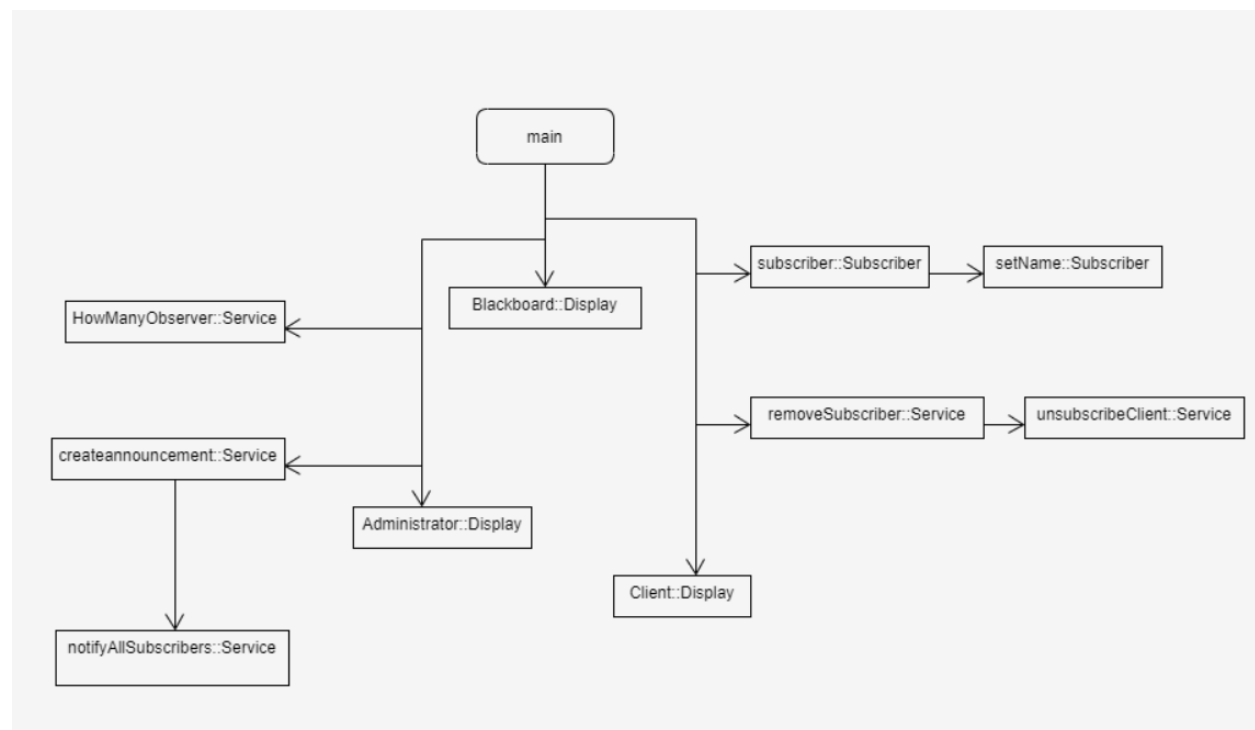 main
subscriber::Subscriber
setName::Subscriber
Blackboard::Display
HowManyObserver::Service
removeSubscriber::Service
unsubscribeClient::Service
createannouncement::Service
Administrator::Display
Client::Display
notifyAllSubscribers::Service